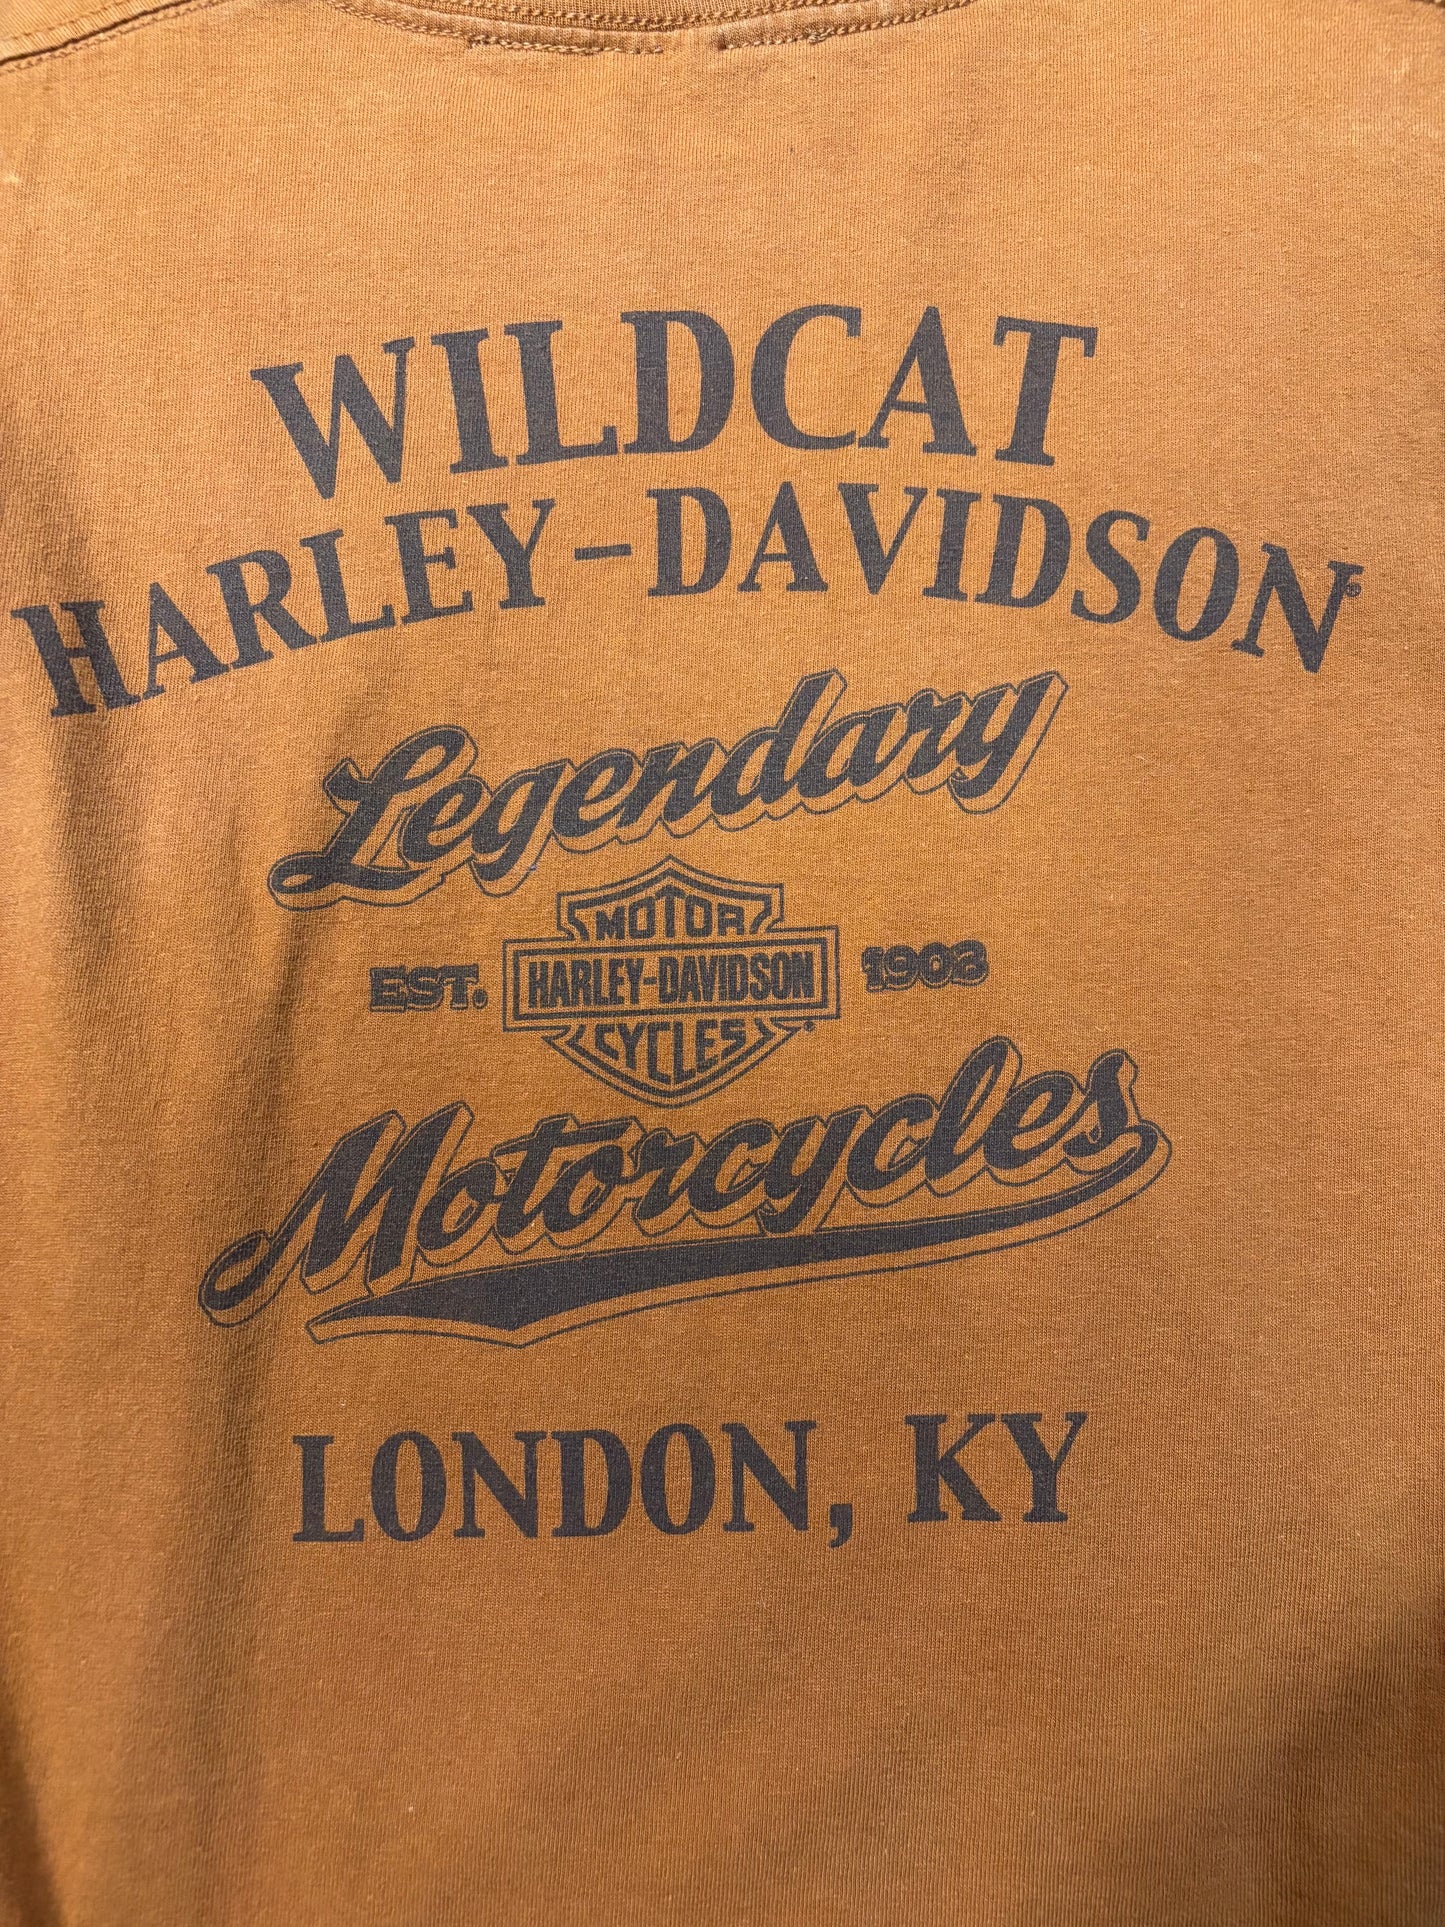 WILDCAT
HARLEY-DAVIDSON®
Legendary
MOTOR
EST. HARLEY-DAVIDSON 1903
CYCLES ®
Motorcycles
LONDON, KY